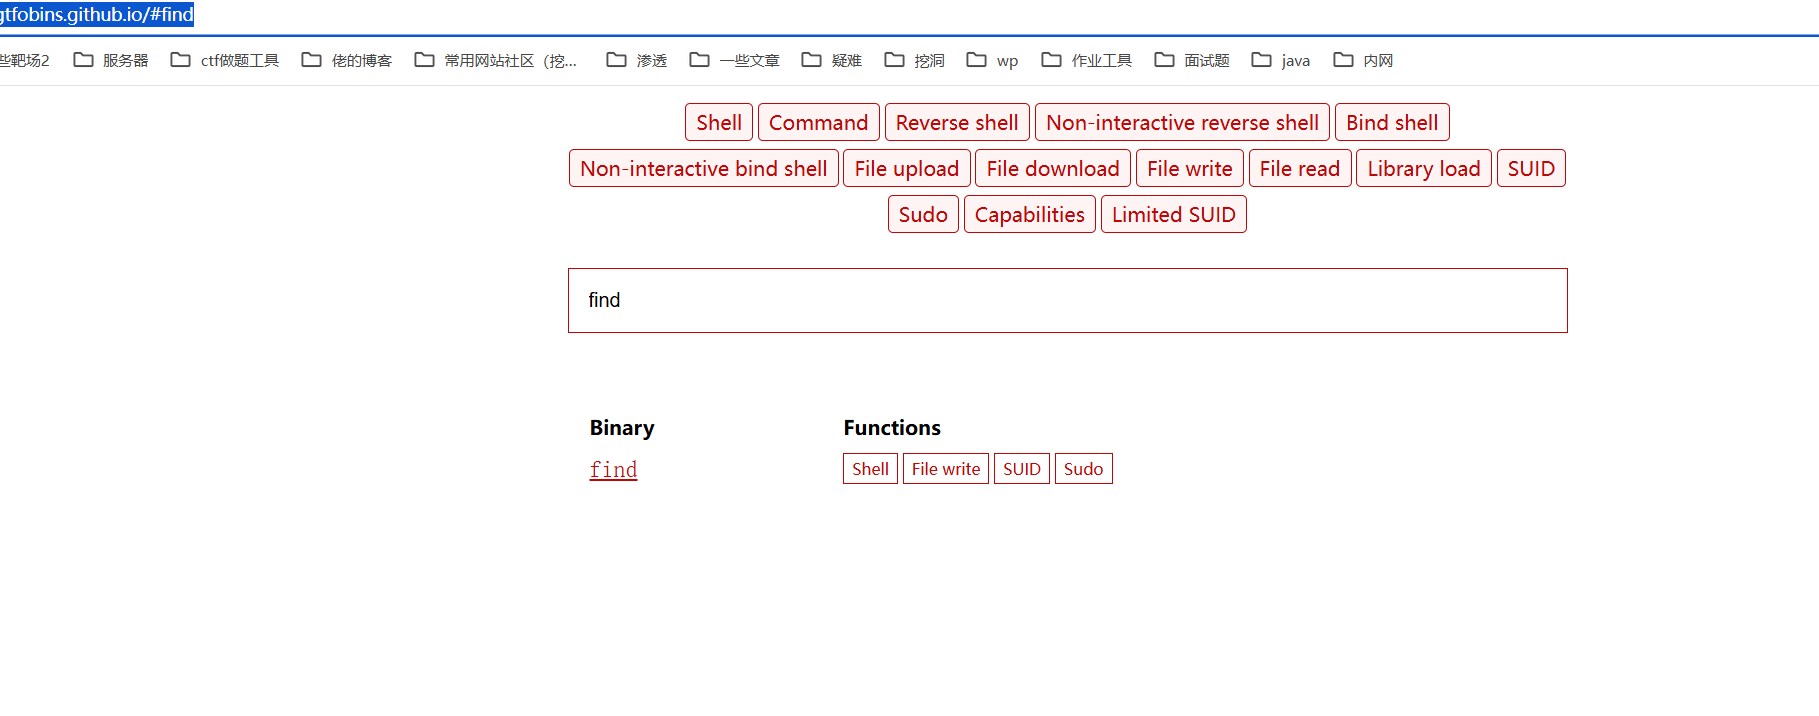 gtfobins.github.io/#find
些靶场2 服务器 ctf做题工具 佬的博客 常用网站社区（挖... 渗透 一些文章 疑难 挖洞 wp 作业工具 面试题 java 内网
Shell Command Reverse shell Non-interactive reverse shell Bind shell
Non-interactive bind shell File upload File download File write File read Library load SUID
Sudo Capabilities Limited SUID
find
Binary Functions
find Shell File write SUID Sudo